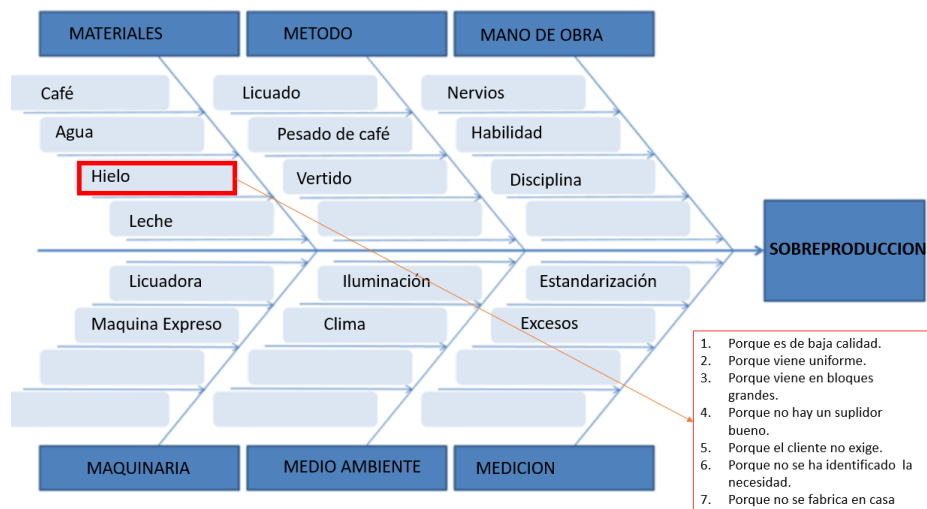 MATERIALES
METODO
MANO DE OBRA
Café
Licuado
Nervios
Agua
Pesado de café
Habilidad
Hielo
Vertido
Disciplina
Leche
SOBREPRODUCCION
Licuadora
Iluminación
Estandarización
Maquina Expreso
Clima
Excesos
1. Porque es de baja calidad.
2. Porque viene uniforme.
3. Porque viene en bloques
grandes.
4. Porque no hay un suplidor
bueno.
5. Porque el cliente no exige.
6. Porque no se ha identificado la
necesidad.
7. Porque no se fabrica en casa
MAQUINARIA
MEDIO AMBIENTE
MEDICION